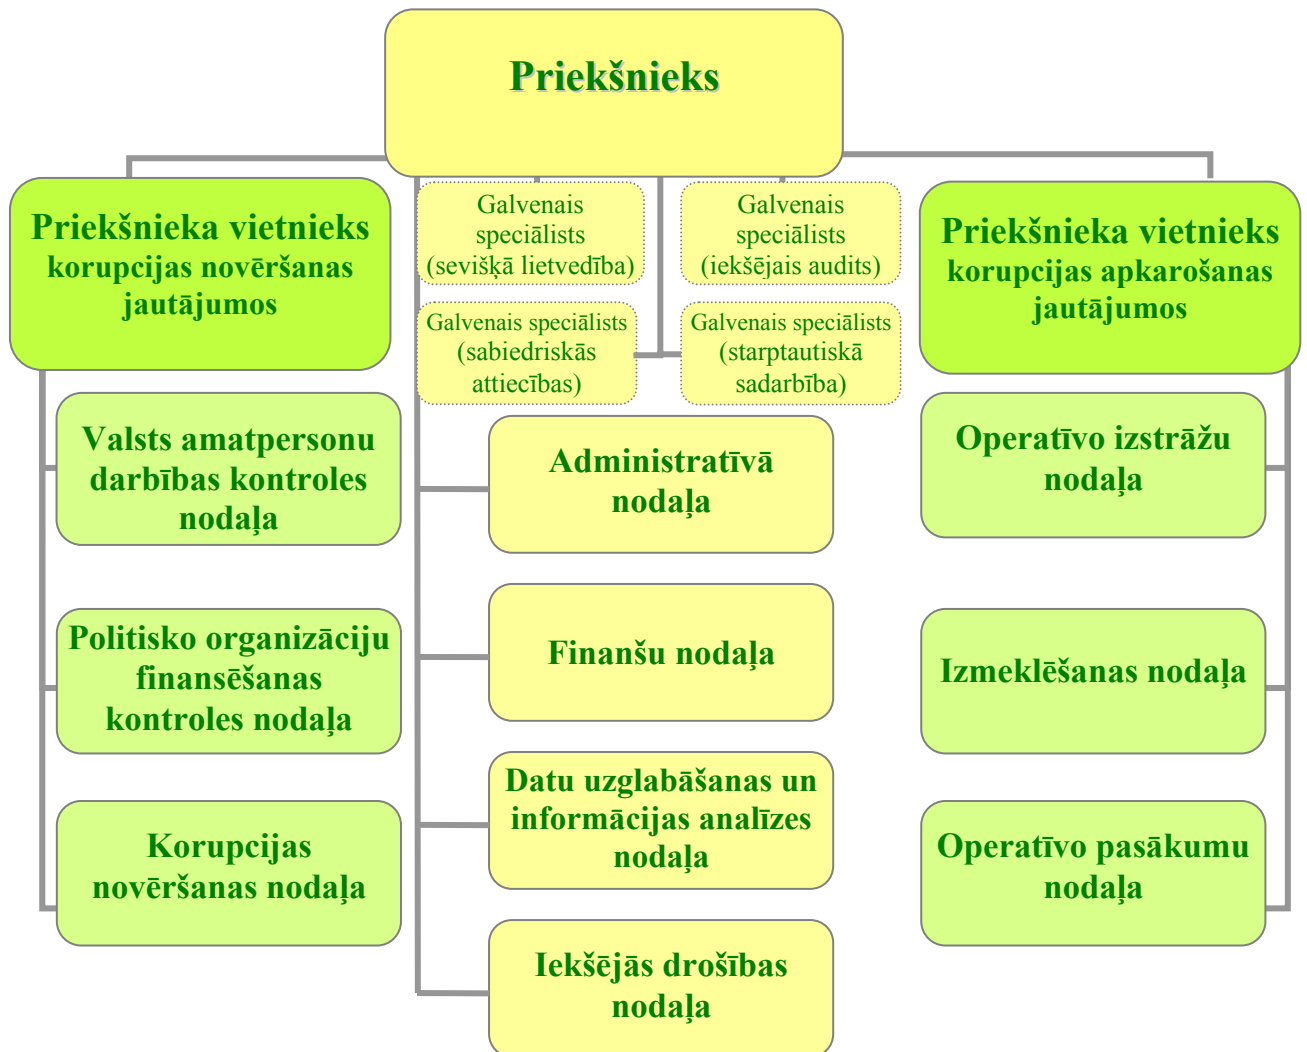 Priekšnieks
Priekšnieka vietnieks
korupcijas novēršanas
jautājumos
Galvenais
speciālists
(sevišķā lietvedība)
Galvenais
speciālists
(iekšējais audits)
Galvenais speciālists
(sabiedriskās
attiecības)
Galvenais speciālists
(starptautiskā
sadarbība)
Priekšnieka vietnieks
korupcijas apkarošanas
jautājumos
Valsts amatpersonu
darbības kontroles
nodaļa
Politisko organizāciju
finansēšanas
kontroles nodaļa
Korupcijas
novēršanas nodaļa
Administratīvā
nodaļa
Finanšu nodaļa
Datu uzglabāšanas un
informācijas analīzes
nodaļa
Iekšējās drošības
nodaļa
Operatīvo izstrāžu
nodaļa
Izmeklēšanas nodaļa
Operatīvo pasākumu
nodaļa